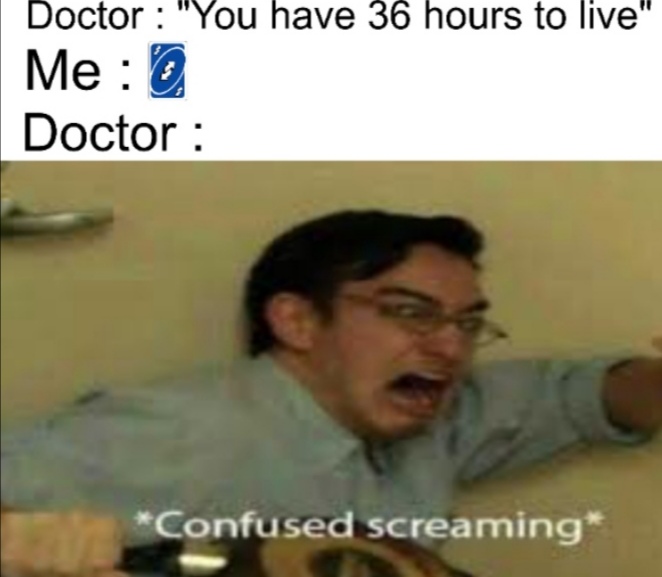 Doctor : "You have 36 hours to live"
Me :
Doctor :
*Confused screaming*